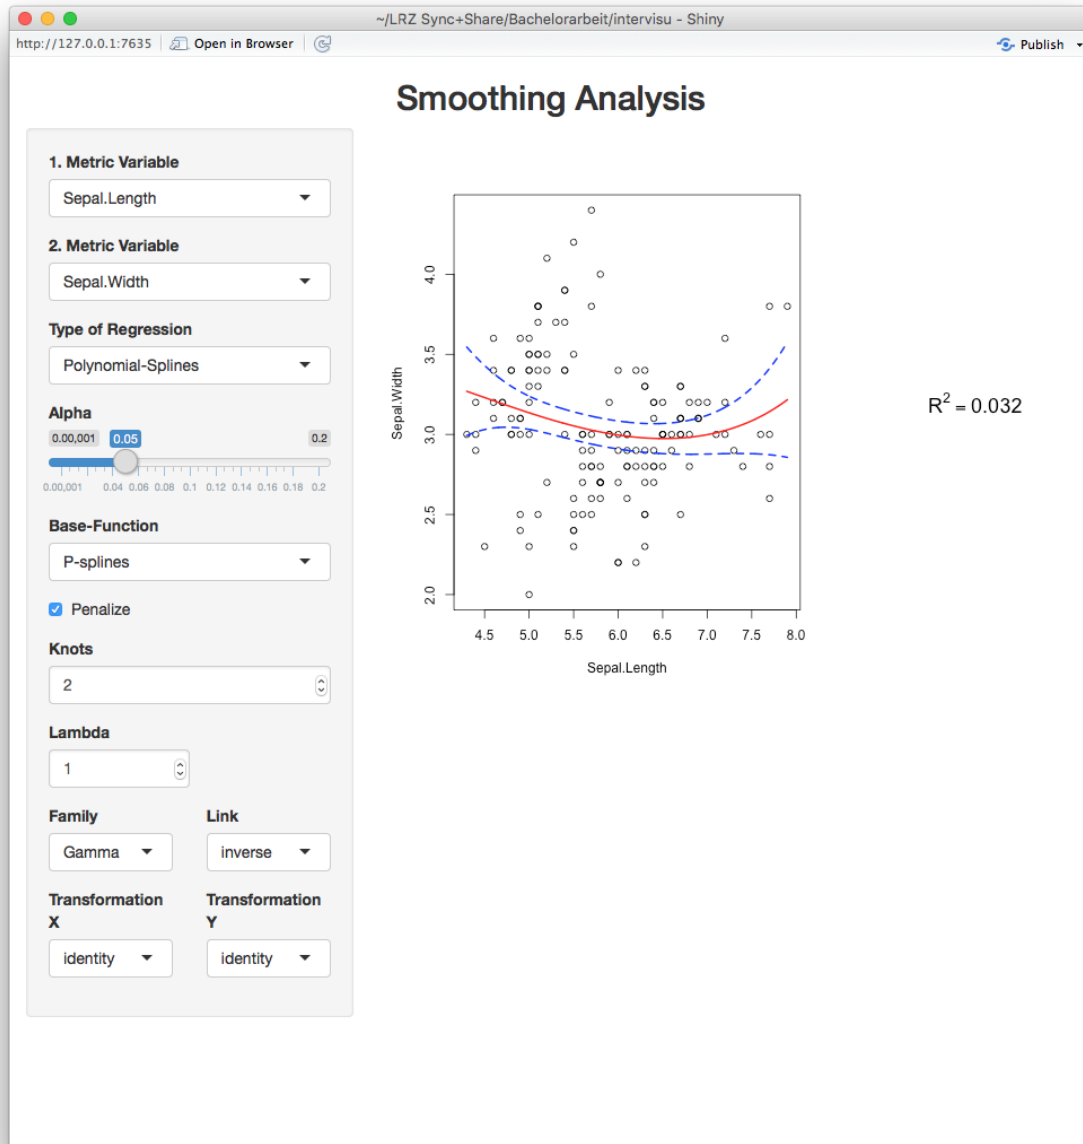 ~/LRZ Sync+Share/Bachelorarbeit/intervisu - Shiny
http://127.0.0.1:7635 Open in Browser Publish
Smoothing Analysis
1. Metric Variable
Sepal.Length
2. Metric Variable
Sepal.Width
Type of Regression
Polynomial-Splines
Alpha
0.00,001 0.05 0.2
0.00,001 0.04 0.06 0.08 0.1 0.12 0.14 0.16 0.18 0.2
Base-Function
P-splines
Penalize
Knots
2
Lambda
1
Family Link
Gamma inverse
Transformation X Transformation Y
identity identity
4.0
3.5
3.0
2.5
2.0
Sepal.Width
4.5 5.0 5.5 6.0 6.5 7.0 7.5 8.0
Sepal.Length
R² = 0.032